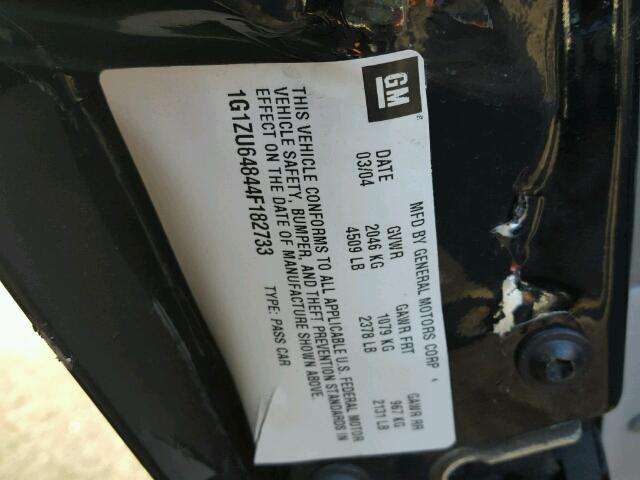 GM
MFD BY GENERAL MOTORS CORP
DATE GVWR GAWR FRT GAWR RR
03/04 2046 KG 1079 KG 967 KG
4509 LB 2378 LB 2131 LB
THIS VEHICLE CONFORMS TO ALL APPLICABLE U.S. FEDERAL MOTOR
VEHICLE SAFETY, BUMPER, AND THEFT PREVENTION STANDARDS IN
EFFECT ON THE DATE OF MANUFACTURE SHOWN ABOVE.
1G1ZU64844F182733 TYPE: PASS CAR